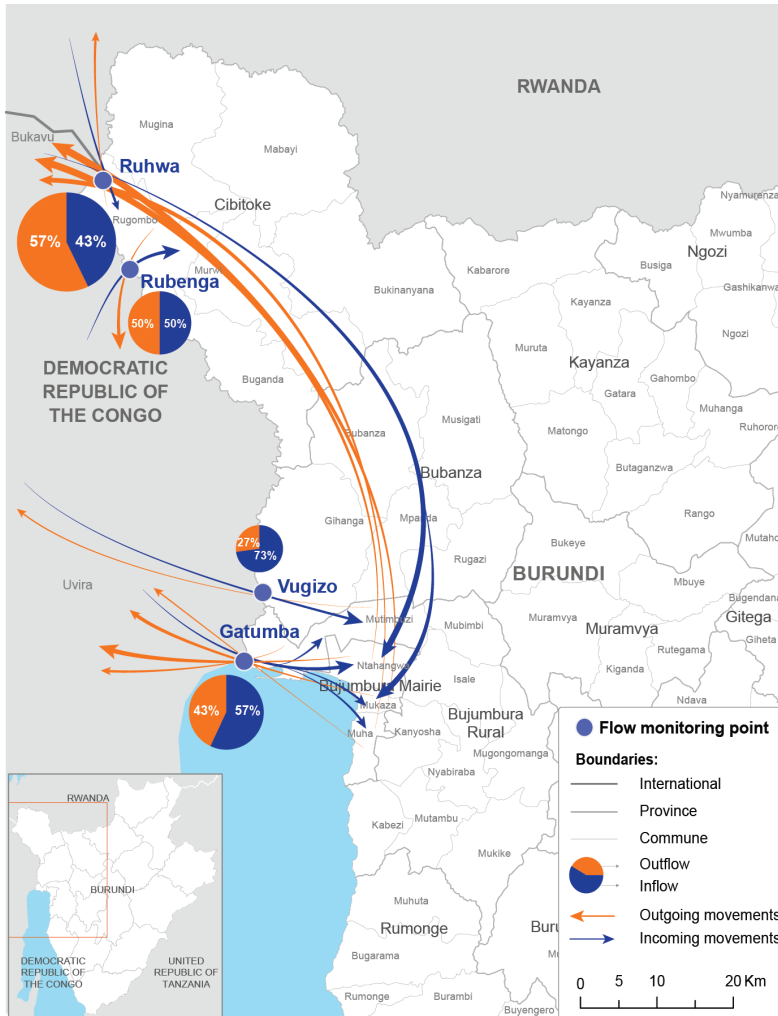 RWANDA
Mugina
Bukavu
Mabayi
Ruhwa
Nyamurenza
Cibitoke
Rugombo
Mwumba
Ngozi
57%
43%
Busiga
Kabarore
Rubenga
Murwi
Gashikanwa
Bukinanyana
Kayanza
50%
50%
Ngozi
Muruta
Kayanza
DEMOCRATIC
REPUBLIC OF
THE CONGO
Buganda
Gahombo
Gatara
Muhanga
Musigati
Bubanza
Matongo
Ruhororo
Bubanza
Butaganzwa
Gihanga
Mpanda
Rango
27%
73%
Bukeye
Mutaho
Rugazi
BURUNDI
Uvira
Vugizo
Mbuye
Bugendana
Mutimbuzi
Muramvya
Gitega
Gatumba
Mubimbi
Muramvya
Giheta
Rutegama
Ntahangwa
Kiganda
Isale
Bujumbura Mairie
Ndava
Mukaza
43%
57%
Bujumbura
Rural
Muha
Kanyosha
Mugongomanga
Nyabiraba
Kabezi
Mutambu
Mukike
Muhuta
Rumonge
Buru
Bugarama
Mu
Rumonge
Burambi
Buyengero
Flow monitoring point
Boundaries:
International
Province
Commune
Outflow
Inflow
Outgoing movements
Incoming movements
0 5 10 20 Km
RWANDA
BURUNDI
DEMOCRATIC
REPUBLIC OF
THE CONGO
UNITED
REPUBLIC OF
TANZANIA